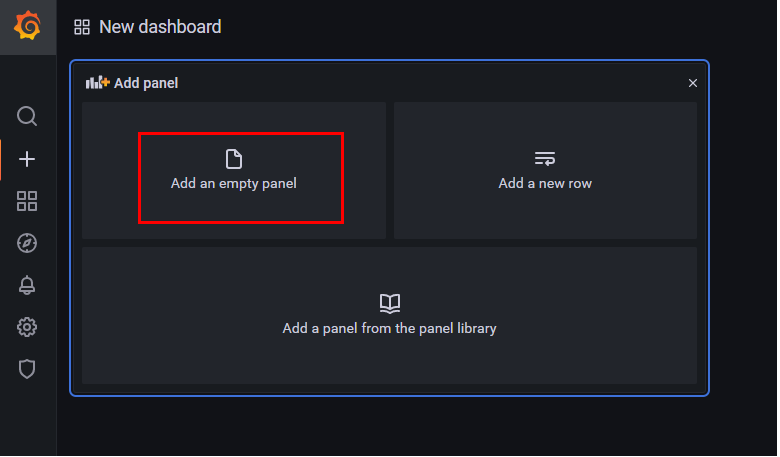 New dashboard
Add panel
Add an empty panel
Add a new row
Add a panel from the panel library